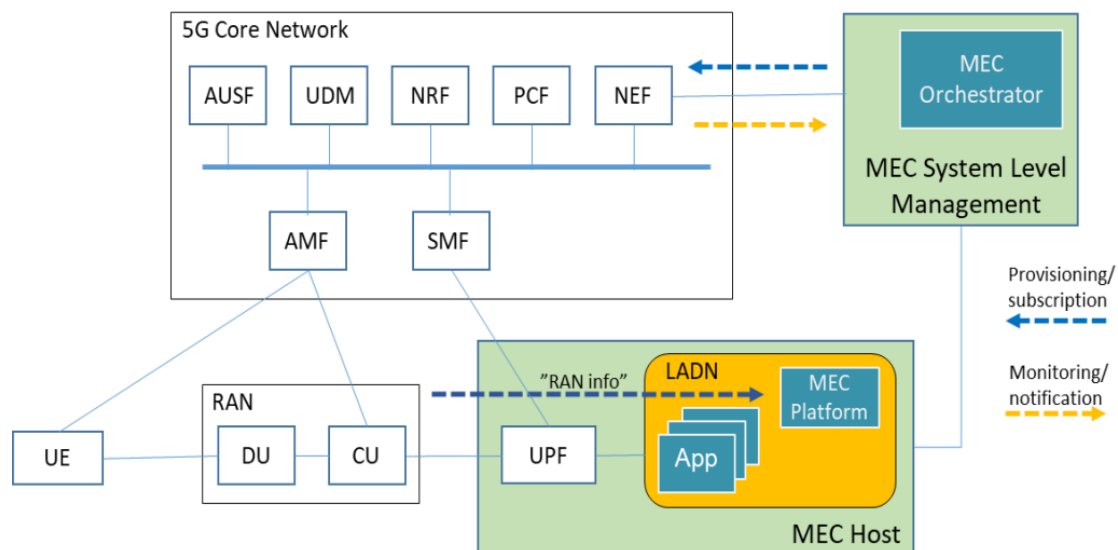 5G Core Network
AUSF
UDM
NRF
PCF
NEF
MEC
Orchestrator
MEC System Level
Management
AMF
SMF
Provisioning/
subscription
Monitoring/
notification
RAN
DU
CU
UE
"RAN info"
LADN
MEC
Platform
UPF
App
MEC Host